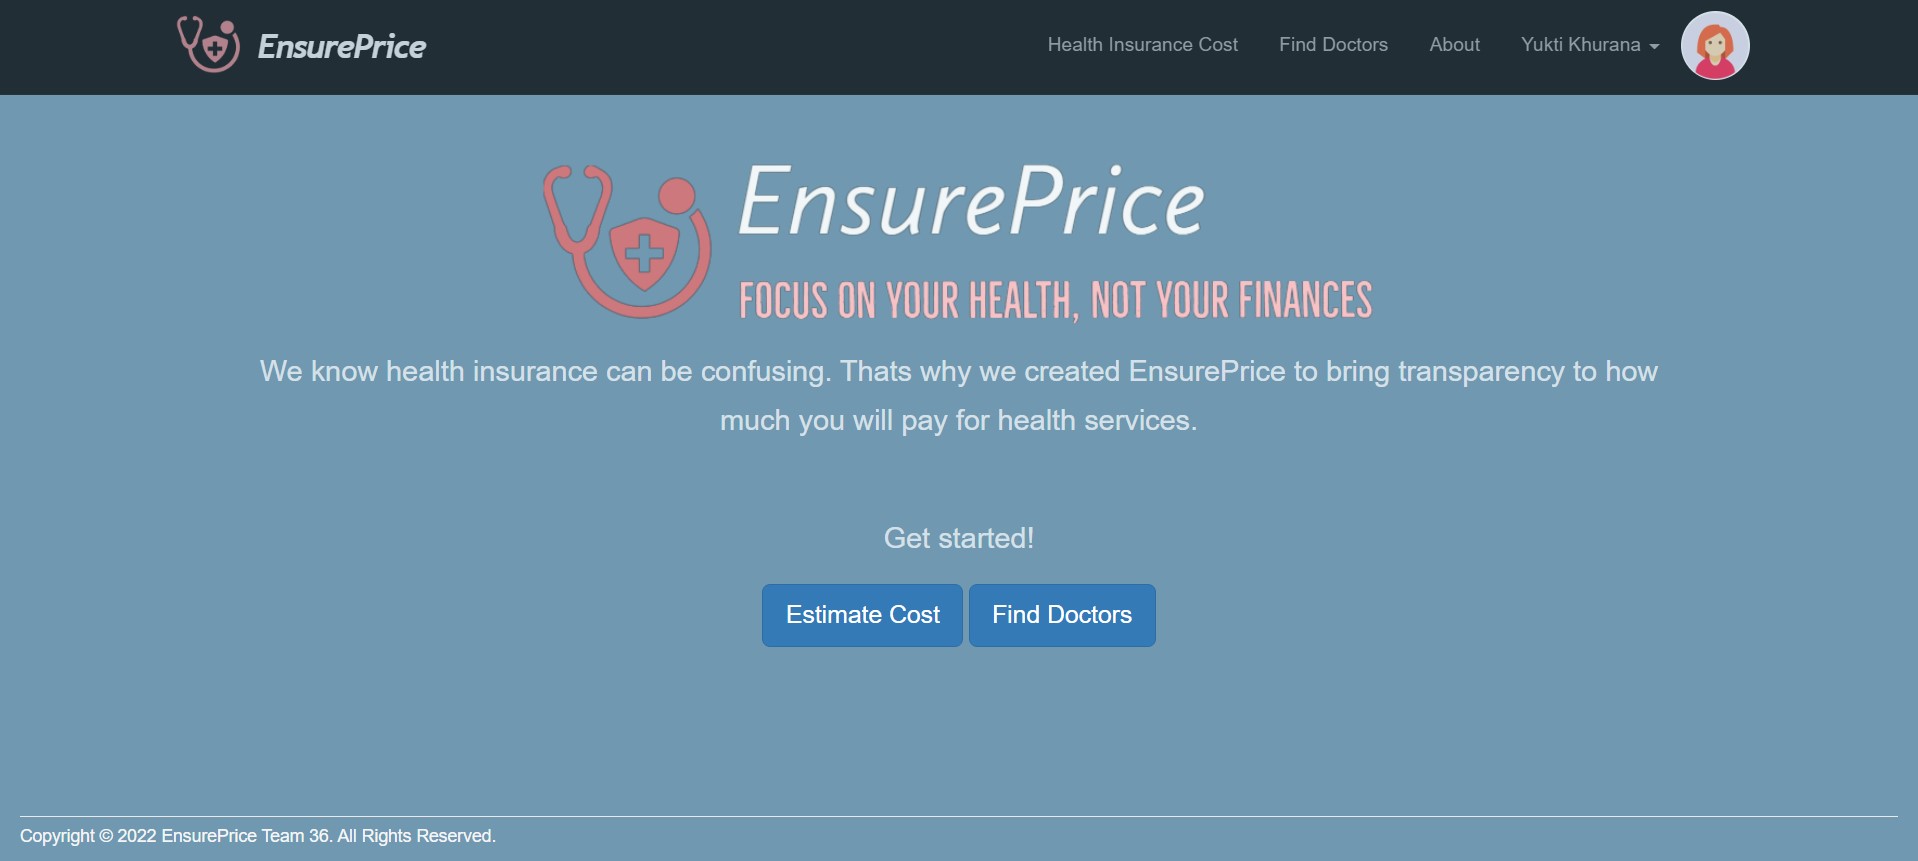 EnsurePrice
Health Insurance Cost
Find Doctors
About
Yukti Khurana
EnsurePrice
FOCUS ON YOUR HEALTH, NOT YOUR FINANCES
We know health insurance can be confusing. Thats why we created EnsurePrice to bring transparency to how
much you will pay for health services.
Get started!
Estimate Cost
Find Doctors
Copyright © 2022 EnsurePrice Team 36. All Rights Reserved.